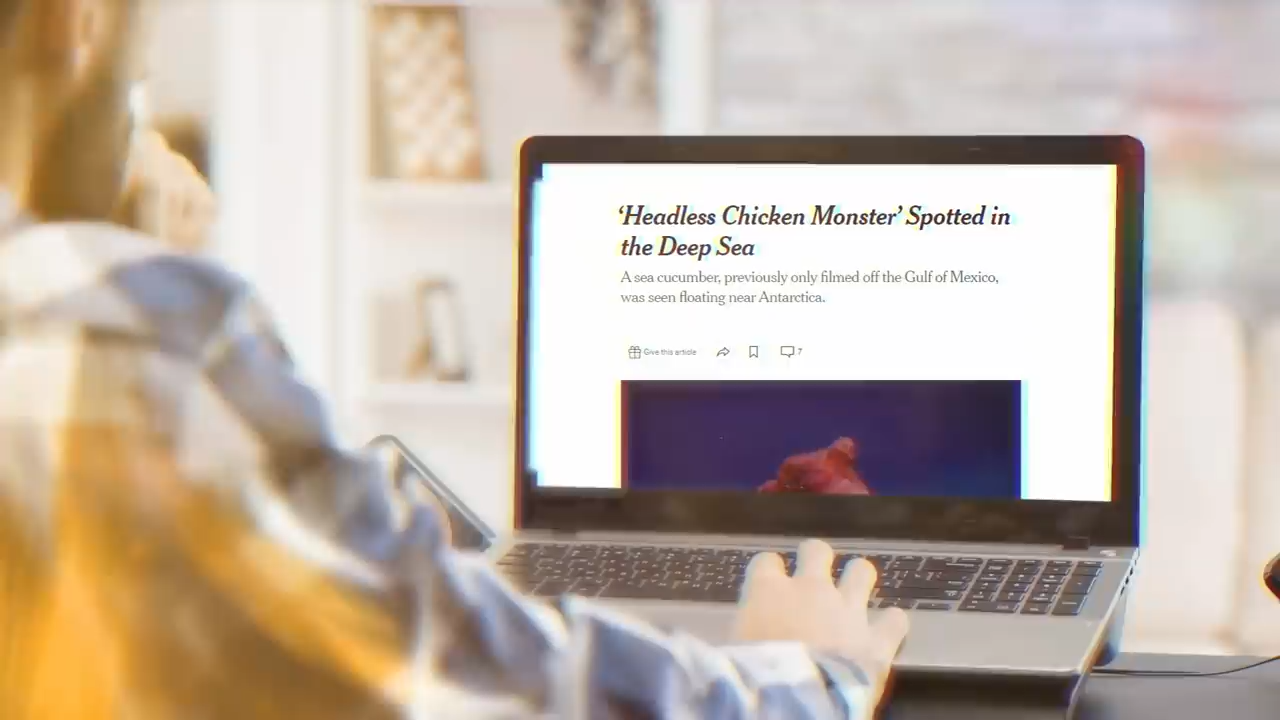 ‘Headless Chicken Monster’ Spotted in
the Deep Sea
A sea cucumber, previously only filmed off the Gulf of Mexico,
was seen floating near Antarctica.
Give this article
7